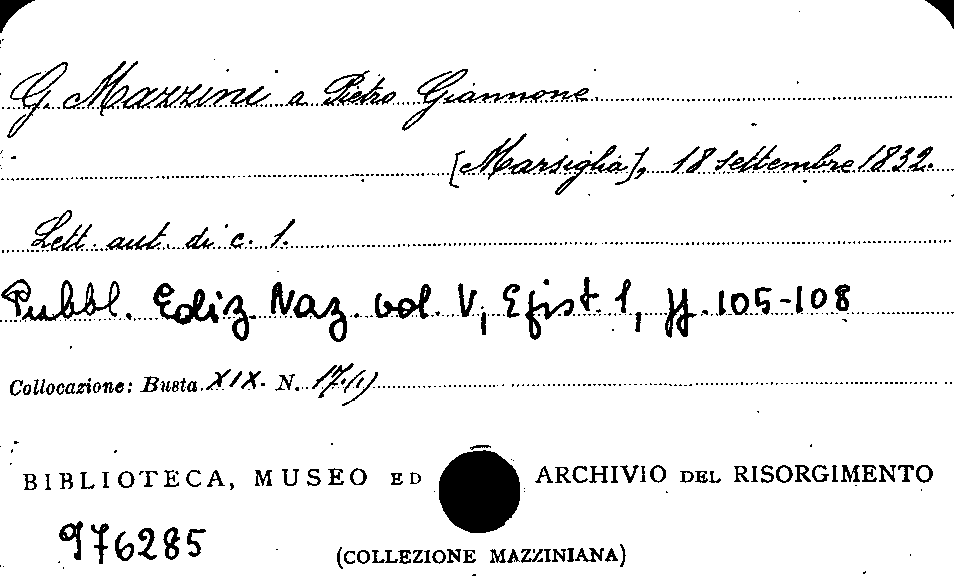 G. Mazzini a Pietro Giannone
[Marsiglia], 18 settembre 1832.
Lett. aut. di c. 1.
Pubbl. Ediz. Naz. vol. V, Epist. 1, pp. 105-108
Collocazione: Busta XIX. N. 17.(1)
BIBLIOTECA, MUSEO ED ARCHIVIO DEL RISORGIMENTO
976285
(COLLEZIONE MAZZINIANA)